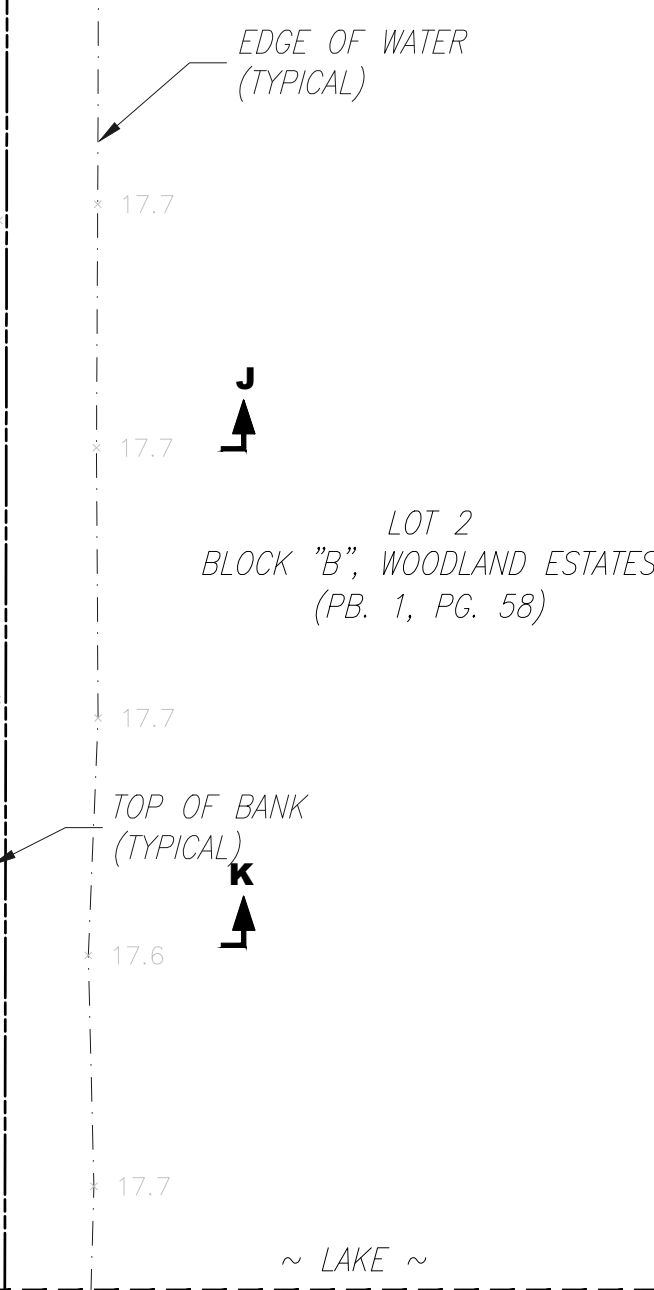 EDGE OF WATER
(TYPICAL)
17.7
J
17.7
LOT 2
BLOCK "B", WOODLAND ESTATES
(PB. 1, PG. 58)
17.7
TOP OF BANK
(TYPICAL)
K
17.6
17.7
~ LAKE ~